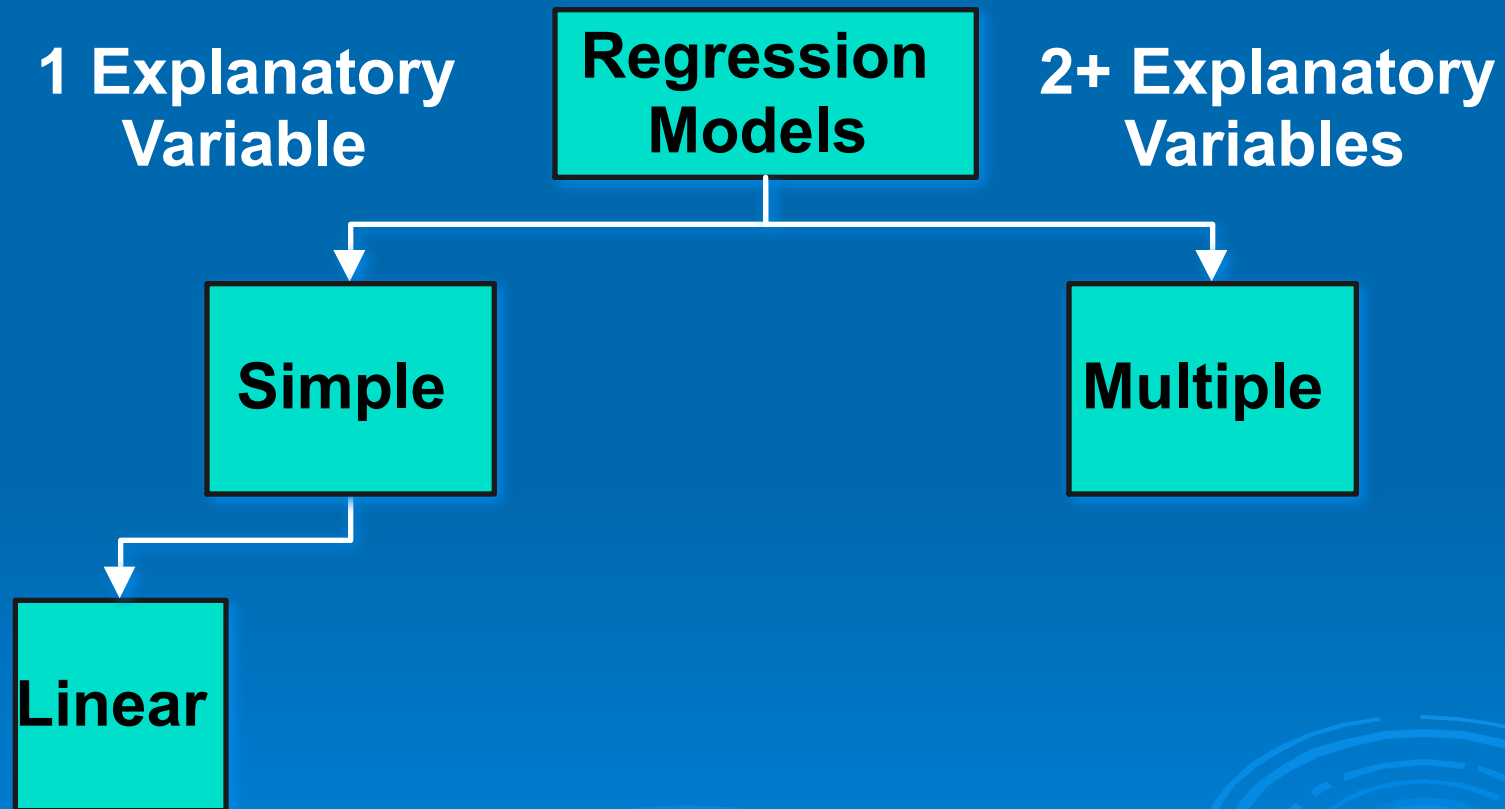 1 Explanatory
Variable
Regression
Models
2+ Explanatory
Variables
Simple
Multiple
Linear